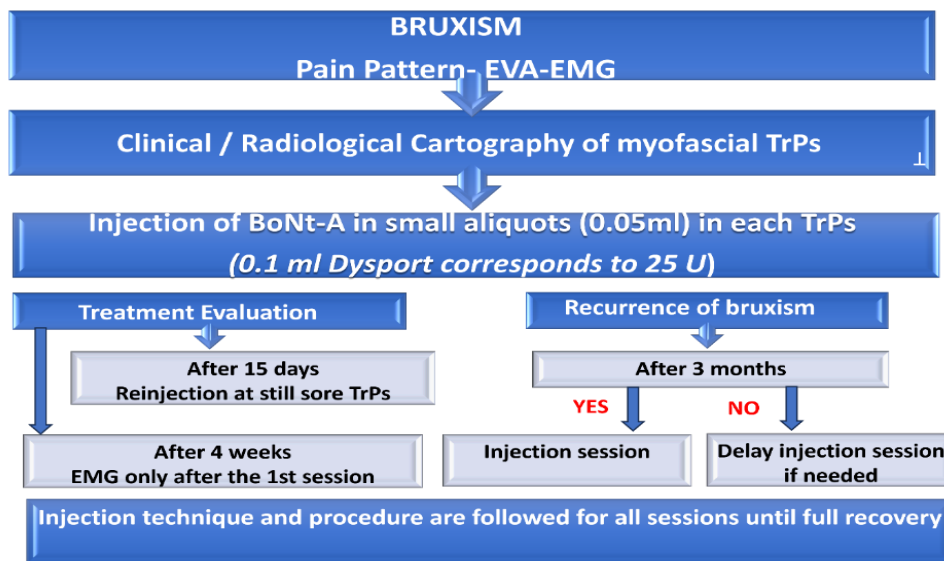 BRUXISM
Pain Pattern- EVA-EMG
Clinical / Radiological Cartography of myofascial TrPs
Injection of BoNt-A in small aliquots (0.05ml) in each TrPs
(0.1 ml Dysport corresponds to 25 U)
Treatment Evaluation
Recurrence of bruxism
After 15 days
Reinjection at still sore TrPs
After 3 months
YES
NO
After 4 weeks
EMG only after the 1st session
Injection session
Delay injection session
if needed
Injection technique and procedure are followed for all sessions until full recovery